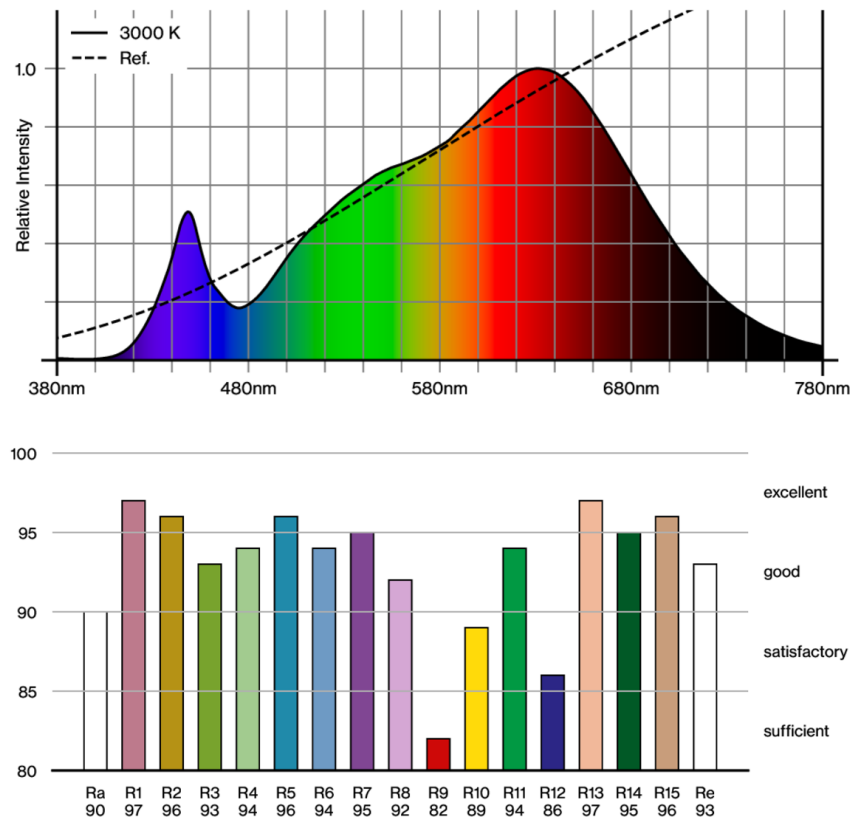 3000 K
Ref.
1.0
Relative Intensity
380nm 480nm 580nm 680nm 780nm
100
excellent
95
good
90
satisfactory
85
sufficient
80
Ra R1 R2 R3 R4 R5 R6 R7 R8 R9 R10 R11 R12 R13 R14 R15 Re
90 97 96 93 94 96 94 95 92 82 89 94 86 97 95 96 93